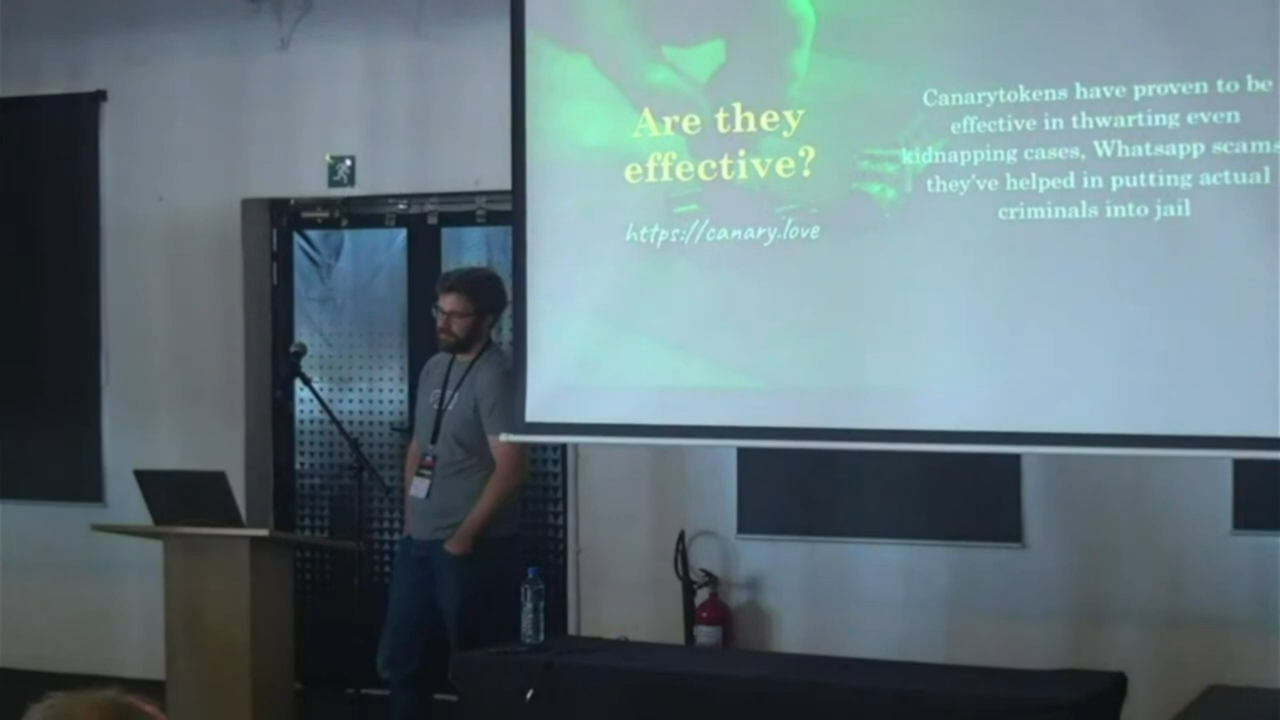 Are they
effective?
https://canary.love
Canarytokens have proven to be
effective in thwarting even
kidnapping cases, Whatsapp scams
they've helped in putting actual
criminals into jail